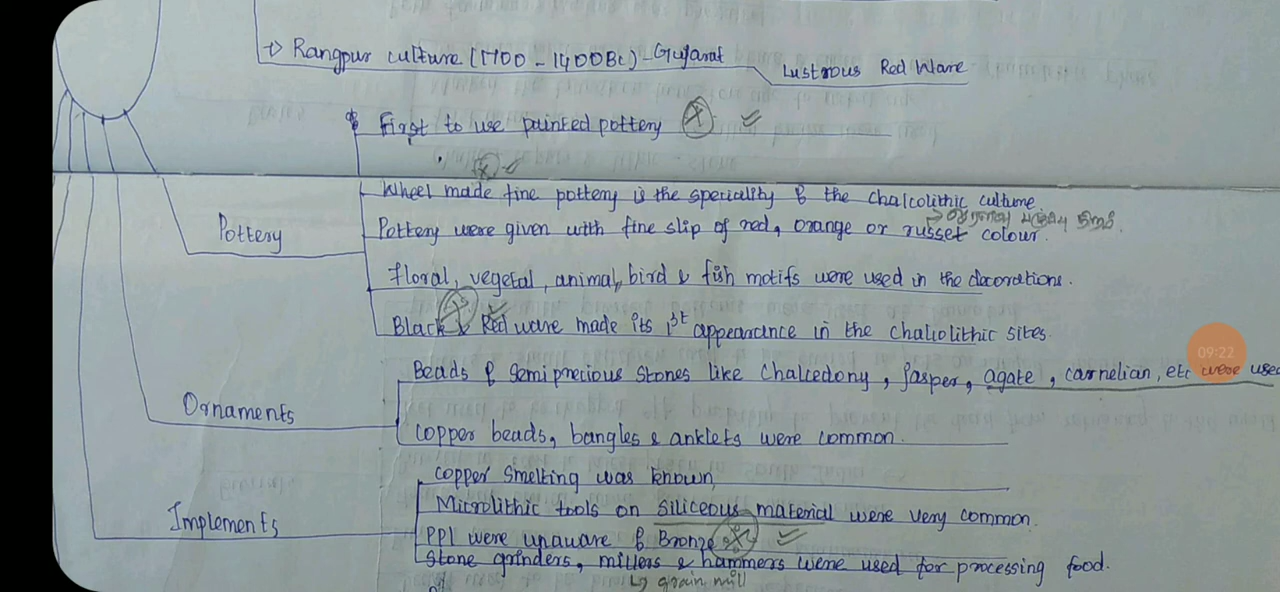 → Rangpur culture (1700 - 1400Bc) - Gujarat
Lustrous Red Ware
First to use painted pottery
Wheel made fine pottery is the speciality of the chalcolithic culture
Pottery
Pottery were given with fine slip of red, orange or russet colour.
floral, vegetal, animal, bird & fish motifs were used in the decorations.
Black & Red ware made its 1st appearance in the chalcolithic sites.
09:22
Beads of semiprecious stones like Chalcedony, Jasper, agate, carnelian, etc were used
Ornaments
copper beads, bangles & anklets were common.
copper smelting was known,
Microlithic tools on siliceous material were very common.
Implements
PPl were unaware of Bronze
Stone grinders, millers & hammers were used for processing food.
↳ grain mill